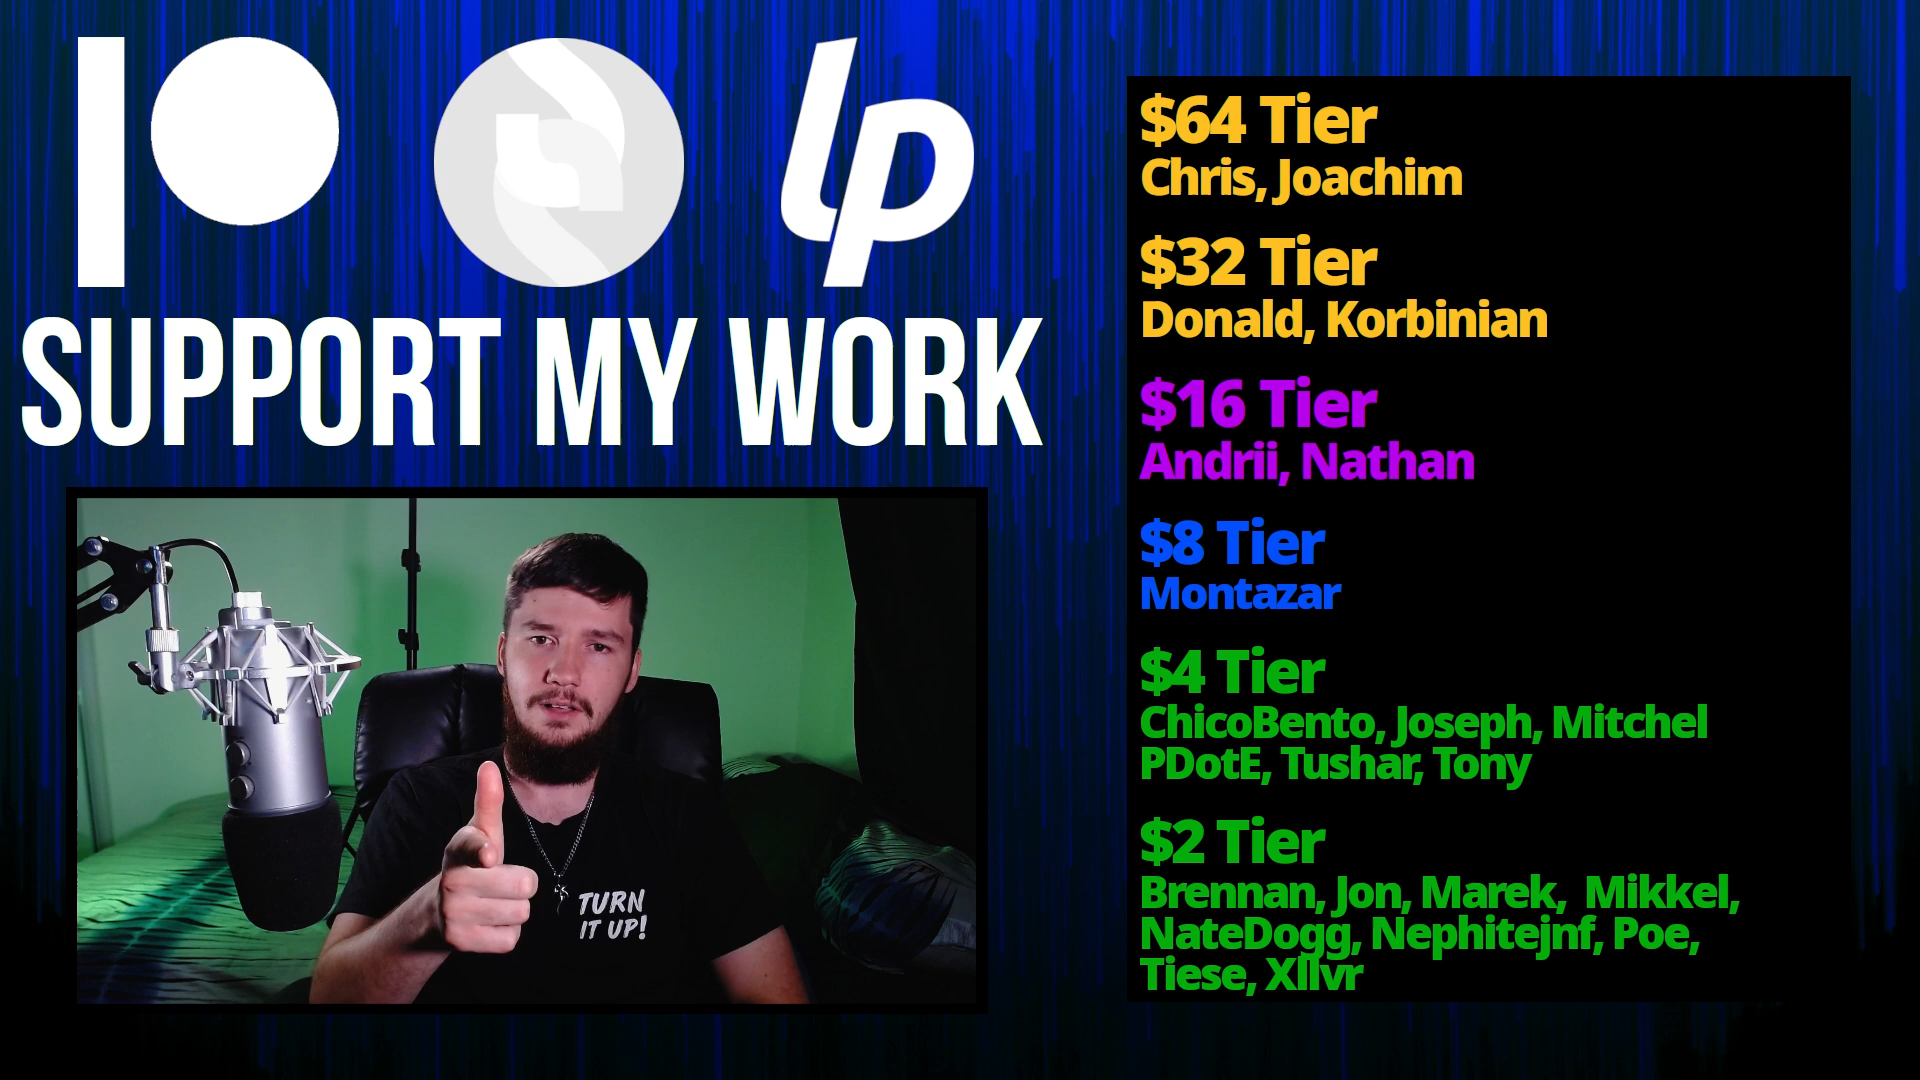 lp
SUPPORT MY WORK
TURN
IT UP!
$64 Tier
Chris, Joachim
$32 Tier
Donald, Korbinian
$16 Tier
Andrii, Nathan
$8 Tier
Montazar
$4 Tier
ChicoBento, Joseph, Mitchel
PDotE, Tushar, Tony
$2 Tier
Brennan, Jon, Marek, Mikkel,
NateDogg, Nephitejnf, Poe,
Tiese, Xllvr